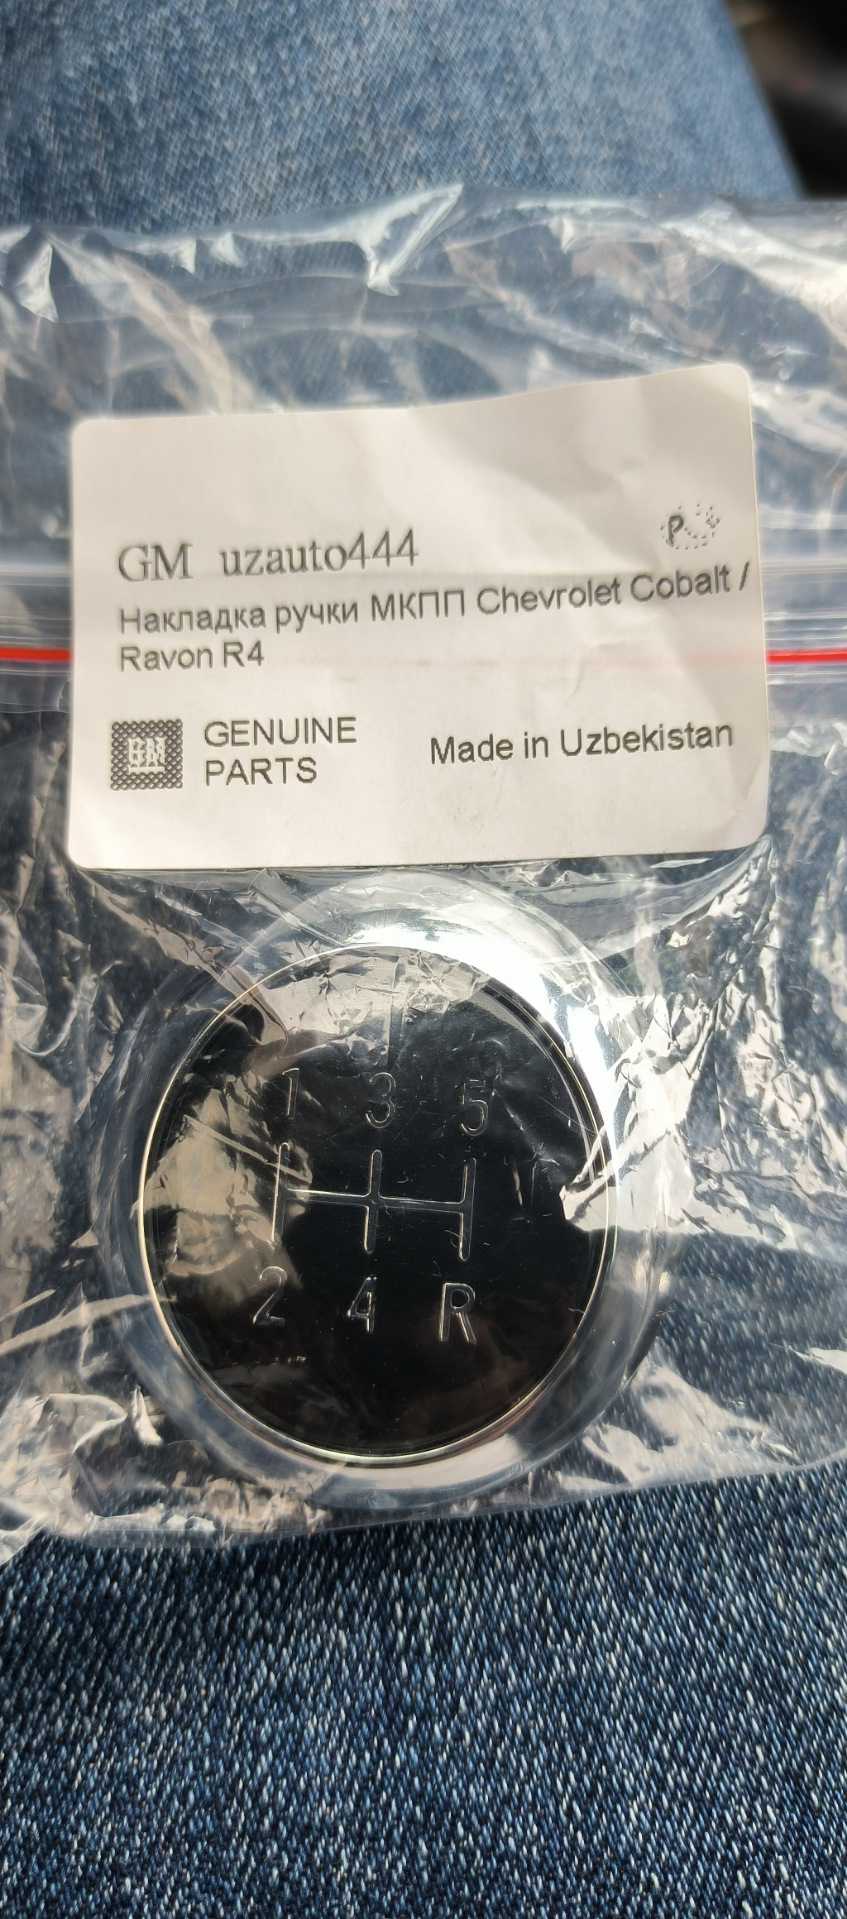 GM uzauto444
P
Накладка ручки МКПП Chevrolet Cobalt /
Ravon R4
GM
GENUINE
PARTS
Made in Uzbekistan
1 3 5
2 4 R